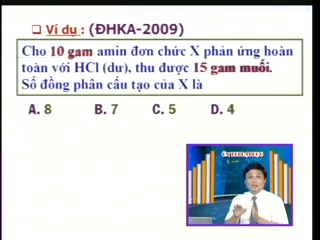 ❑ Ví dụ : (ĐHKA-2009)
Cho 10 gam amin đơn chức X phản ứng hoàn
toàn với HCl (dư), thu được 15 gam muối.
Số đồng phân cấu tạo của X là
A. 8 B. 7 C. 5 D. 4